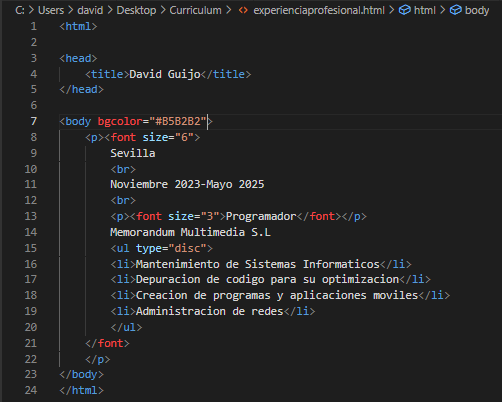 C: > Users > david > Desktop > Curriculum > <> experienciaprofesional.html > html > body
1 <html>
2
3 <head>
4     <title>David Guijo</title>
5 </head>
6
7 <body bgcolor="#B5B2B2">
8     <p><font size="6">
9         Sevilla
10         <br>
11         Noviembre 2023-Mayo 2025
12         <br>
13         <p><font size="3">Programador</font></p>
14         Memorandum Multimedia S.L
15         <ul type="disc">
16         <li>Mantenimiento de Sistemas Informaticos</li>
17         <li>Depuracion de codigo para su optimizacion</li>
18         <li>Creacion de programas y aplicaciones moviles</li>
19         <li>Administracion de redes</li>
20         </ul>
21     </font>
22     </p>
23 </body>
24 </html>